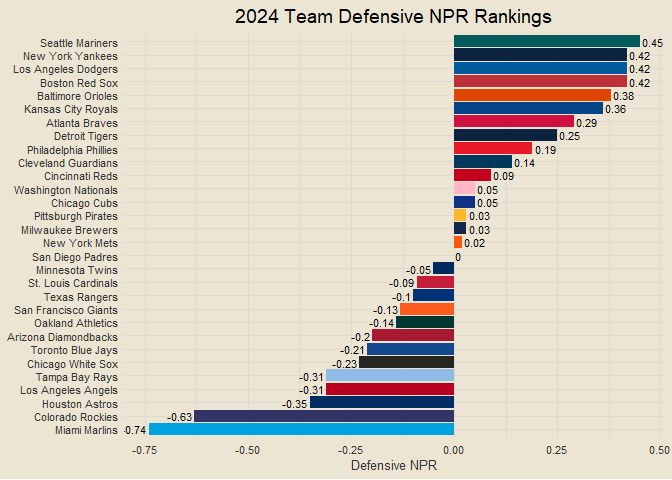 2024 Team Defensive NPR Rankings
Seattle Mariners 0.45
New York Yankees 0.42
Los Angeles Dodgers 0.42
Boston Red Sox 0.42
Baltimore Orioles 0.38
Kansas City Royals 0.36
Atlanta Braves 0.29
Detroit Tigers 0.25
Philadelphia Phillies 0.19
Cleveland Guardians 0.14
Cincinnati Reds 0.09
Washington Nationals 0.05
Chicago Cubs 0.05
Pittsburgh Pirates 0.03
Milwaukee Brewers 0.03
New York Mets 0.02
San Diego Padres 0
Minnesota Twins -0.05
St. Louis Cardinals -0.09
Texas Rangers -0.1
San Francisco Giants -0.13
Oakland Athletics -0.14
Arizona Diamondbacks -0.2
Toronto Blue Jays -0.21
Chicago White Sox -0.23
Tampa Bay Rays -0.31
Los Angeles Angels -0.31
Houston Astros -0.35
Colorado Rockies -0.63
Miami Marlins -0.74
-0.75 -0.50 -0.25 0.00 0.25 0.50
Defensive NPR